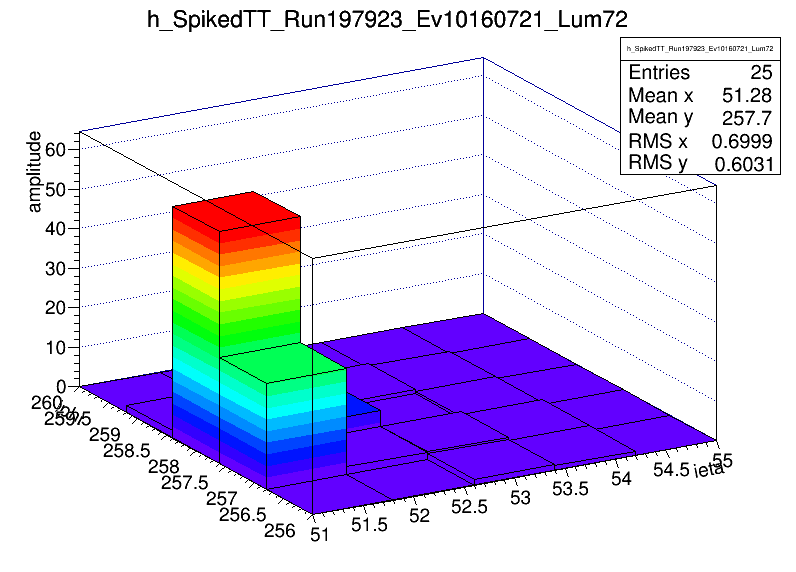 h_SpikedTT_Run197923_Ev10160721_Lum72
h_SpikedTT_Run197923_Ev10160721_Lum72
Entries 25
Mean x 51.28
Mean y 257.7
RMS x 0.6999
RMS y 0.6031
amplitude
60
50
40
30
20
10
0
260
259.5
259
258.5
258
257.5
257
256.5
256
51
51.5
52
52.5
53
53.5
54
54.5
55
ieta